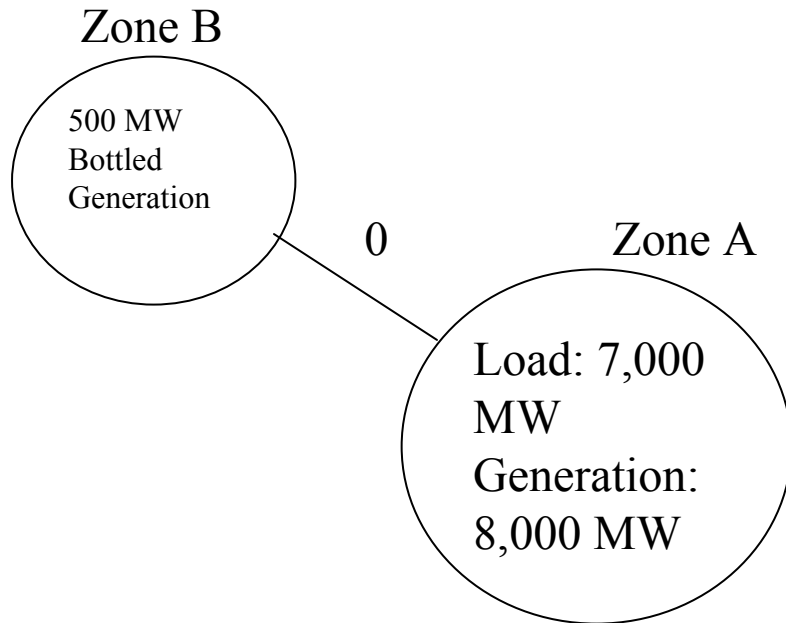 Zone B
500 MW
Bottled
Generation
0
Zone A
Load: 7,000
MW
Generation:
8,000 MW